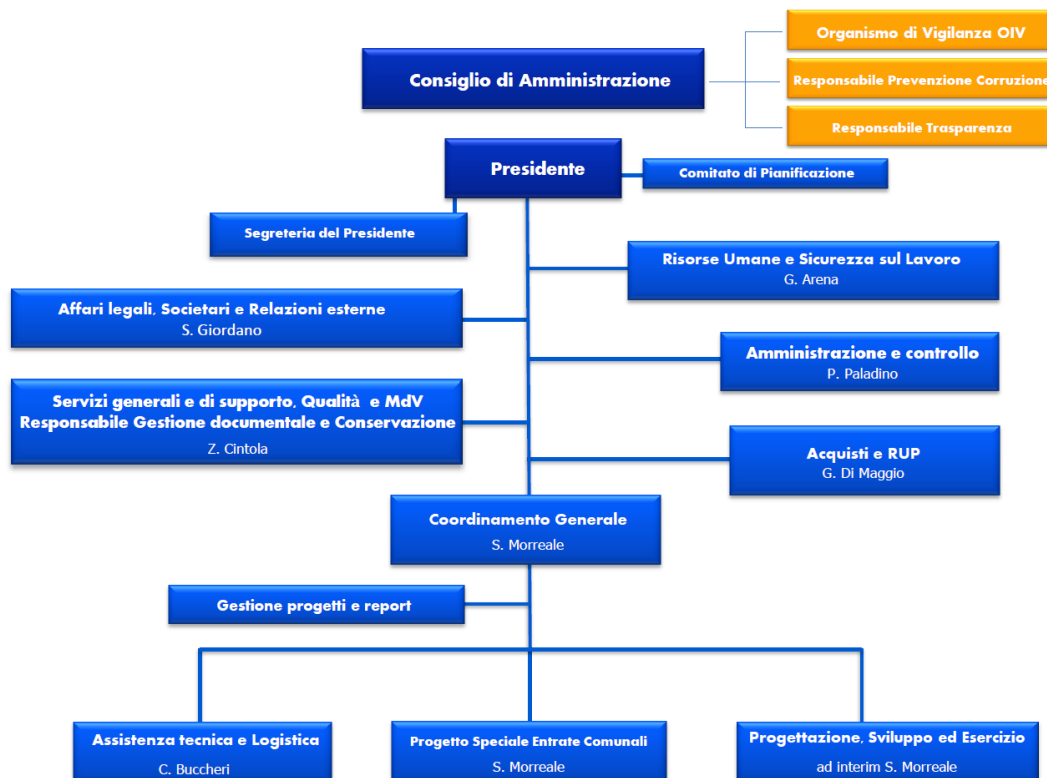 Organismo di Vigilanza OIV
Consiglio di Amministrazione
Responsabile Prevenzione Corruzione
Responsabile Trasparenza
Presidente
Comitato di Pianificazione
Segreteria del Presidente
Risorse Umane e Sicurezza sul Lavoro
G. Arena
Affari legali, Societari e Relazioni esterne
S. Giordano
Amministrazione e controllo
P. Paladino
Servizi generali e di supporto, Qualità e MdV
Responsabile Gestione documentale e Conservazione
Z. Cintola
Acquisti e RUP
G. Di Maggio
Coordinamento Generale
S. Morreale
Gestione progetti e report
Assistenza tecnica e Logistica
C. Buccheri
Progetto Speciale Entrate Comunali
S. Morreale
Progettazione, Sviluppo ed Esercizio
ad interim S. Morreale